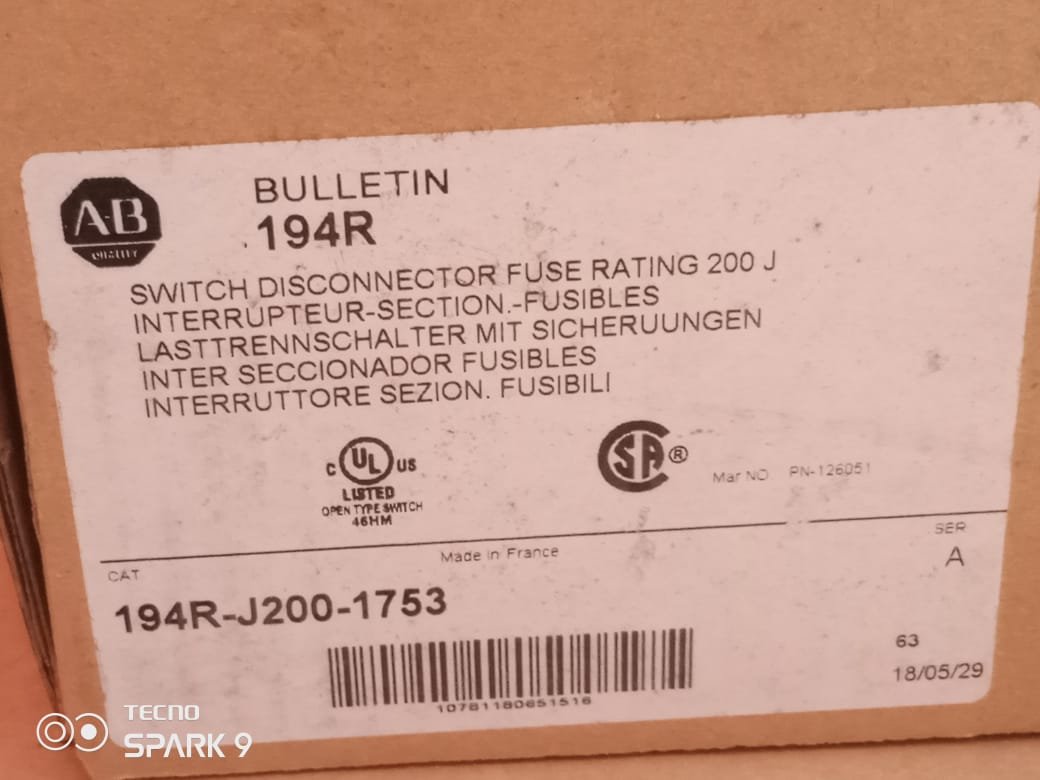 A-B
QUALITY
BULLETIN
194R
SWITCH DISCONNECTOR FUSE RATING 200 J
INTERRUPTEUR-SECTION.-FUSIBLES
LASTTRENNSCHALTER MIT SICHERUUNGEN
INTER SECCIONADOR FUSIBLES
INTERRUTTORE SEZION. FUSIBILI
C UL US
LISTED
OPEN TYPE SWITCH
46HM
CSA®
Mar NO PN-126051
Made in France
SER
A
CAT
194R-J200-1753
10781180651516
63
18/05/29
TECNO
SPARK 9